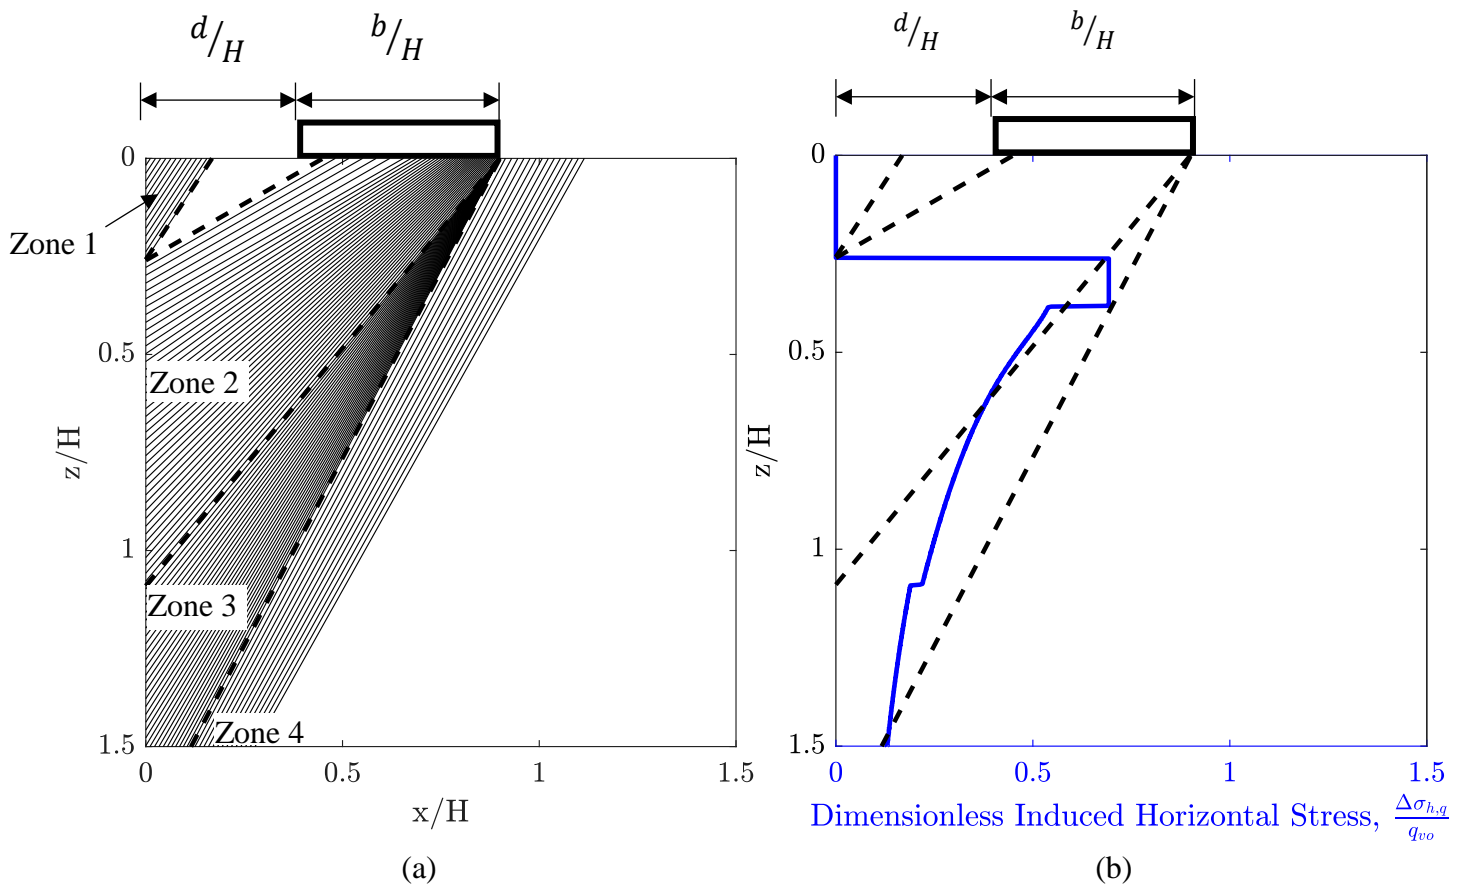 d/H b/H
0
Zone 1
0.5
Zone 2
z/H
1
Zone 3
Zone 4
1.5
0 0.5 1 1.5
x/H
(a)
d/H b/H
0
0.5
z/H
1
1.5
0 0.5 1 1.5
Dimensionless Induced Horizontal Stress, Δσh,q/qvo
(b)